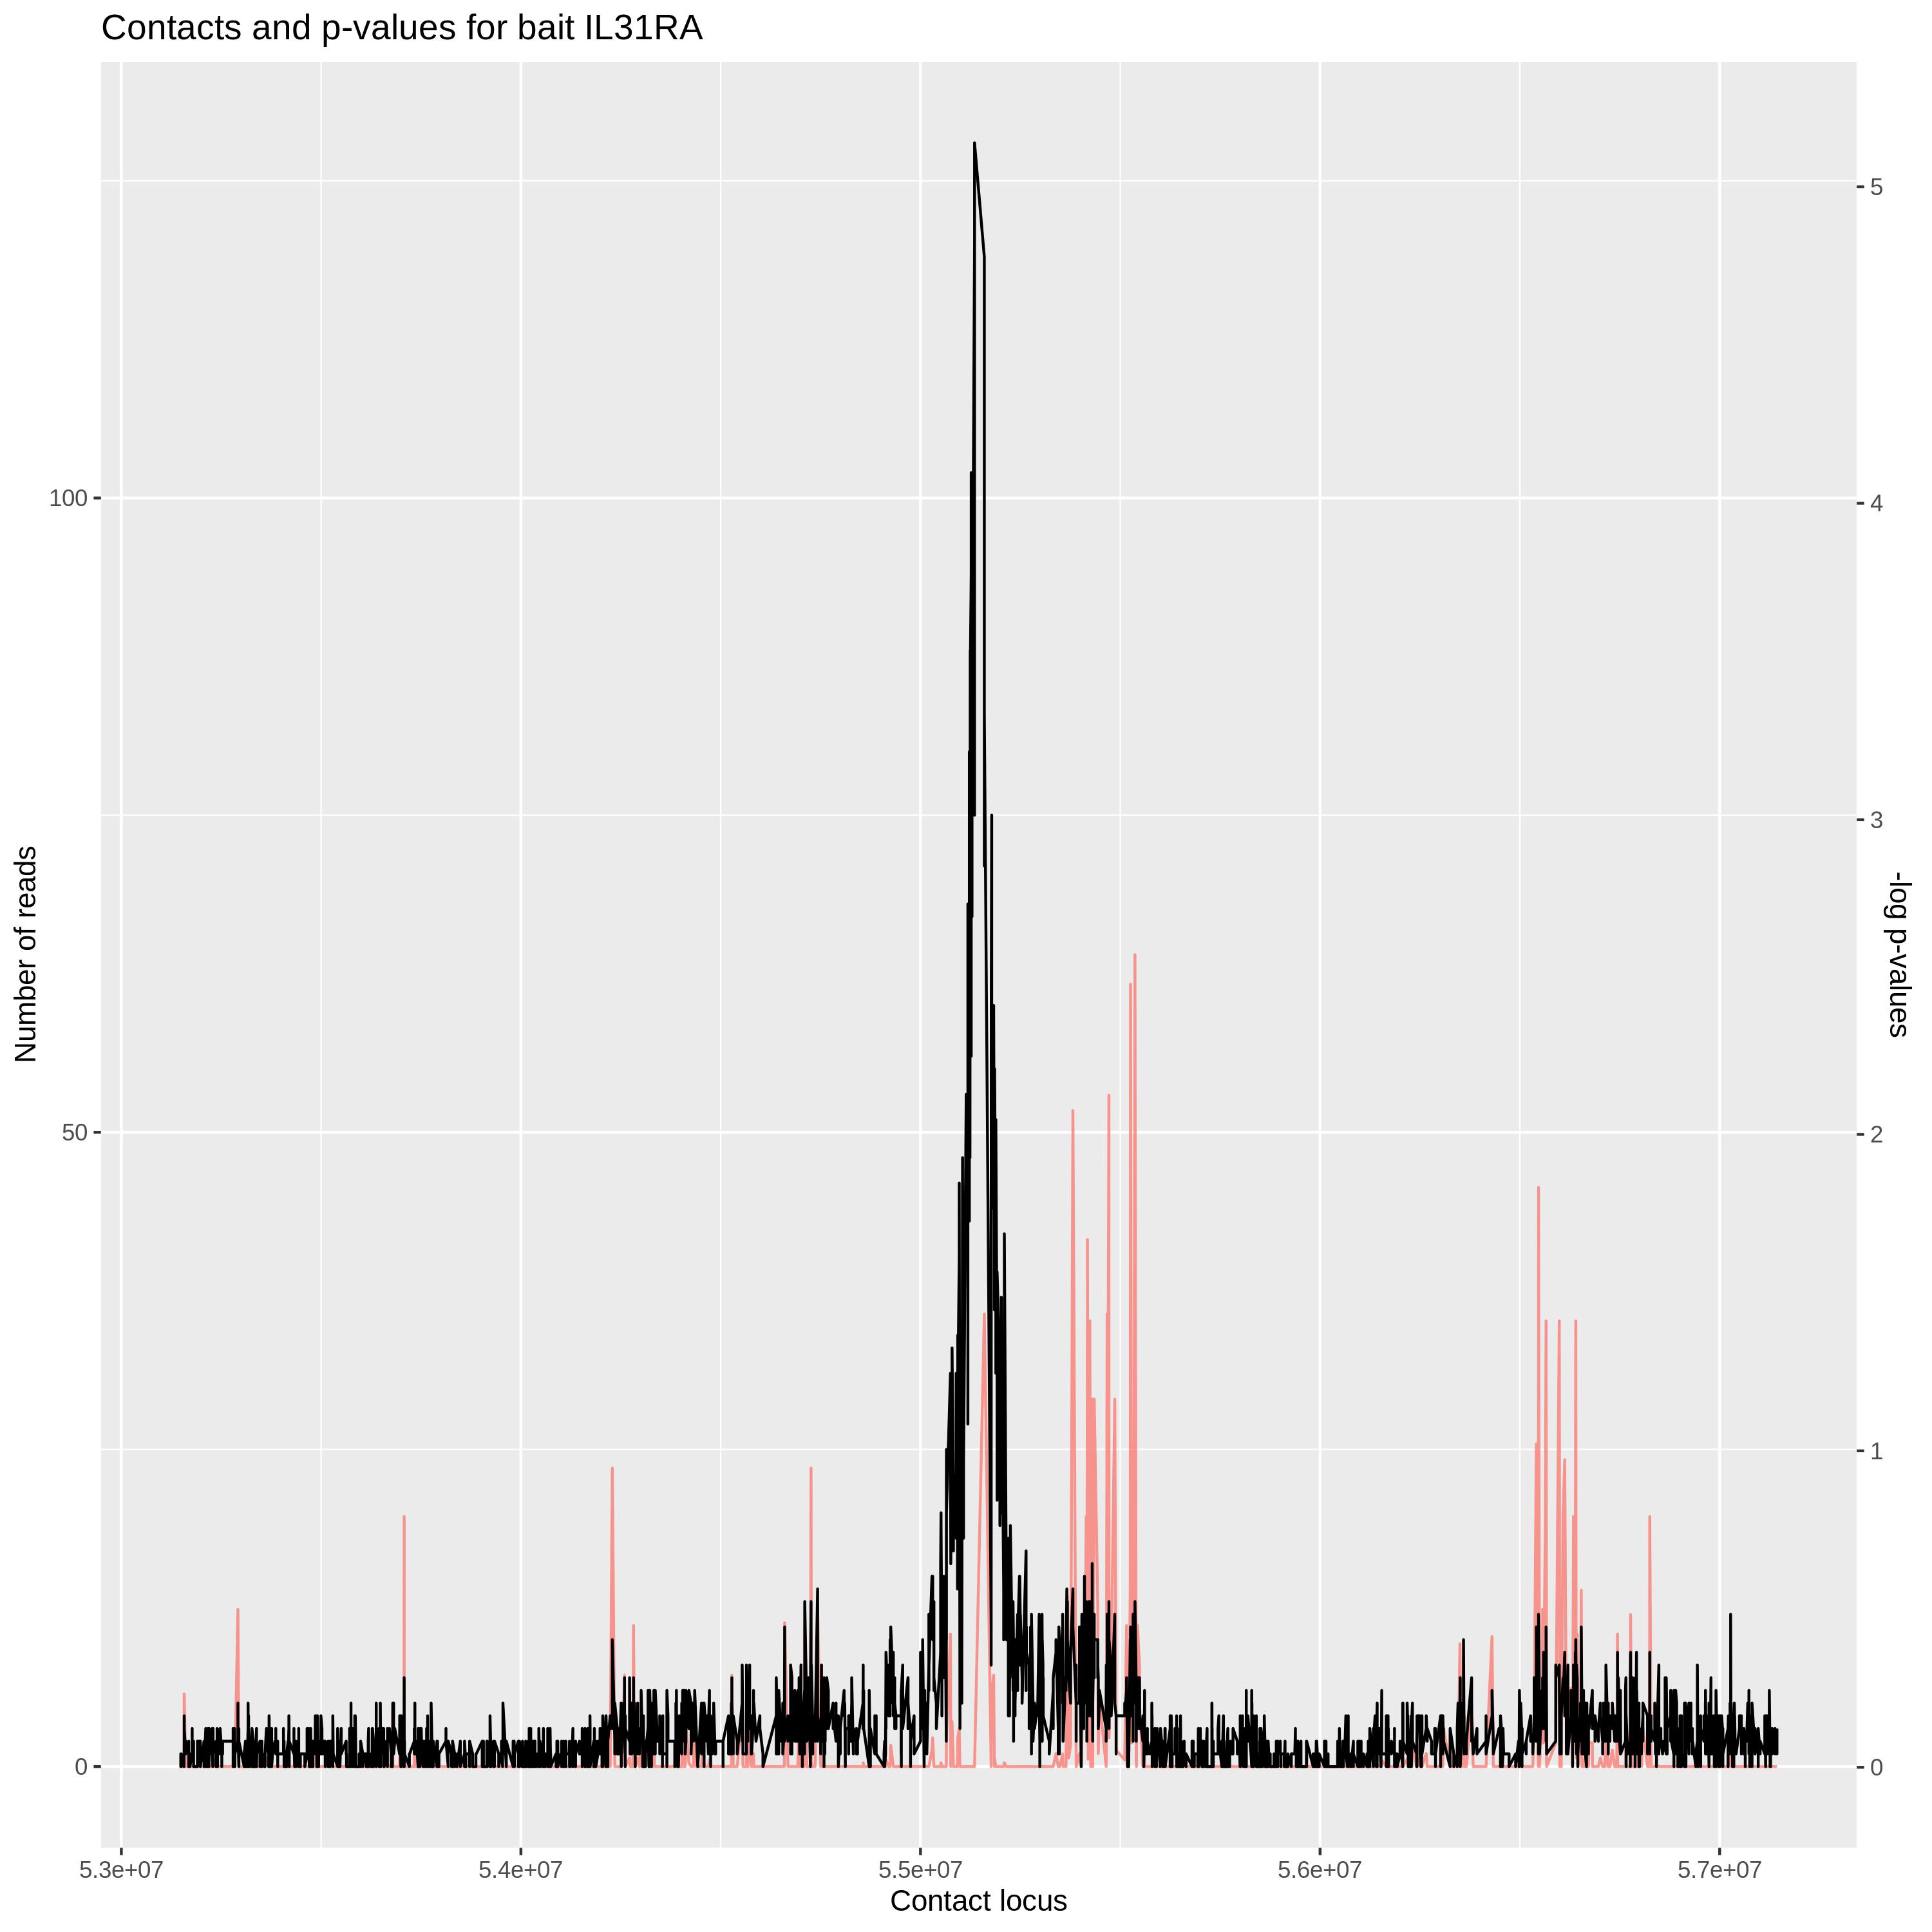 Contacts and p-values for bait IL31RA
Number of reads
100
50
0
5
4
3
2
1
0
-log p-values
5.3e+07
5.4e+07
5.5e+07
5.6e+07
5.7e+07
Contact locus